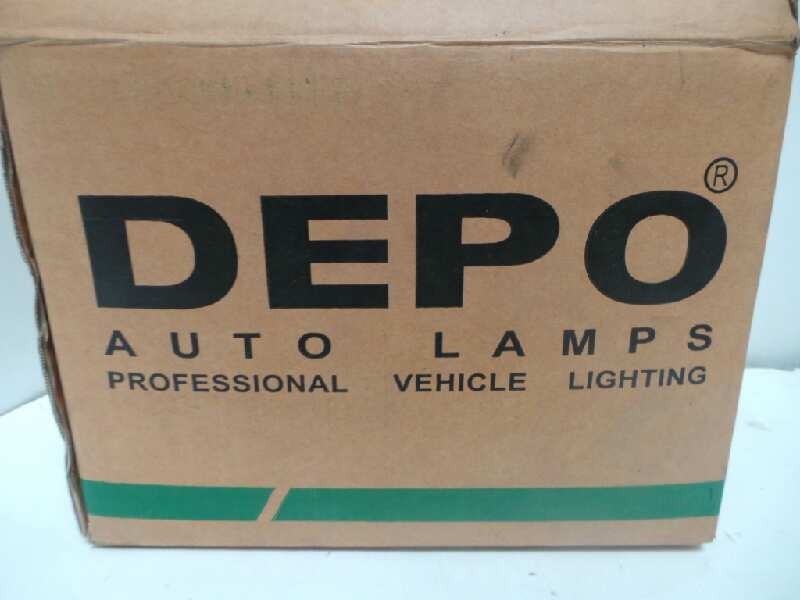 DEPO®
AUTO LAMPS
PROFESSIONAL VEHICLE LIGHTING